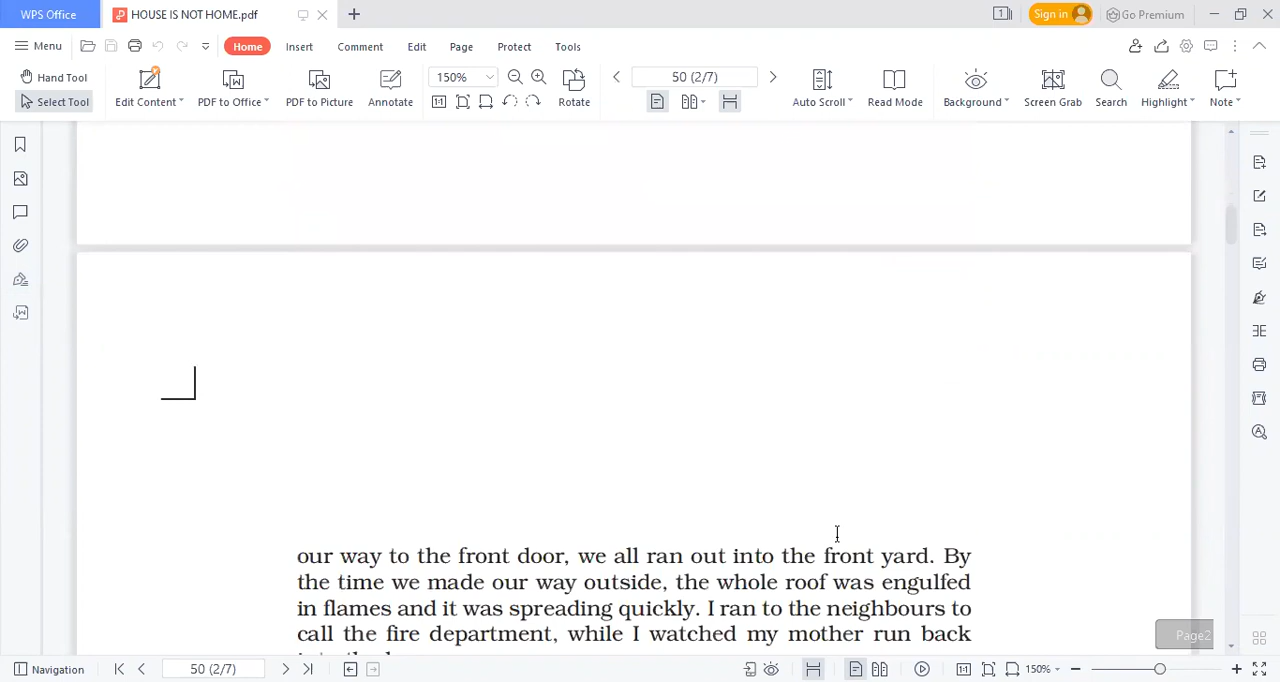 WPS Office
HOUSE IS NOT HOME.pdf
Sign in
Go Premium
Menu
Home
Insert
Comment
Edit
Page
Protect
Tools
Hand Tool
Select Tool
Edit Content
PDF to Office
PDF to Picture
Annotate
150%
Rotate
50 (2/7)
Auto Scroll
Read Mode
Background
Screen Grab
Search
Highlight
Note
our way to the front door, we all ran out into the front yard. By
the time we made our way outside, the whole roof was engulfed
in flames and it was spreading quickly. I ran to the neighbours to
call the fire department, while I watched my mother run back
Page2
Navigation
50 (2/7)
150%